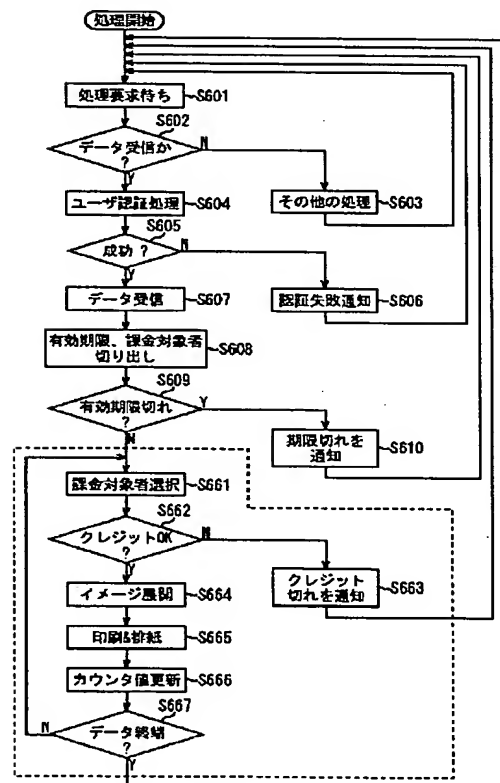 処理開始
処理要求待ち
S601
S602
データ受信か
?
N
Y
ユーザ認証処理
S604
その他の処理
S603
S605
成功 ?
N
Y
データ受信
S607
認証失敗通知
S606
有効期限、課金対象者
切り出し
S608
S609
有効期限切れ
?
Y
N
期限切れを
通知
S610
課金対象者選択
S661
S662
クレジットOK
?
N
Y
イメージ展開
S664
クレジット
切れを通知
S663
印刷&排紙
S665
カウンタ値更新
S666
S667
N
データ終端
?
Y